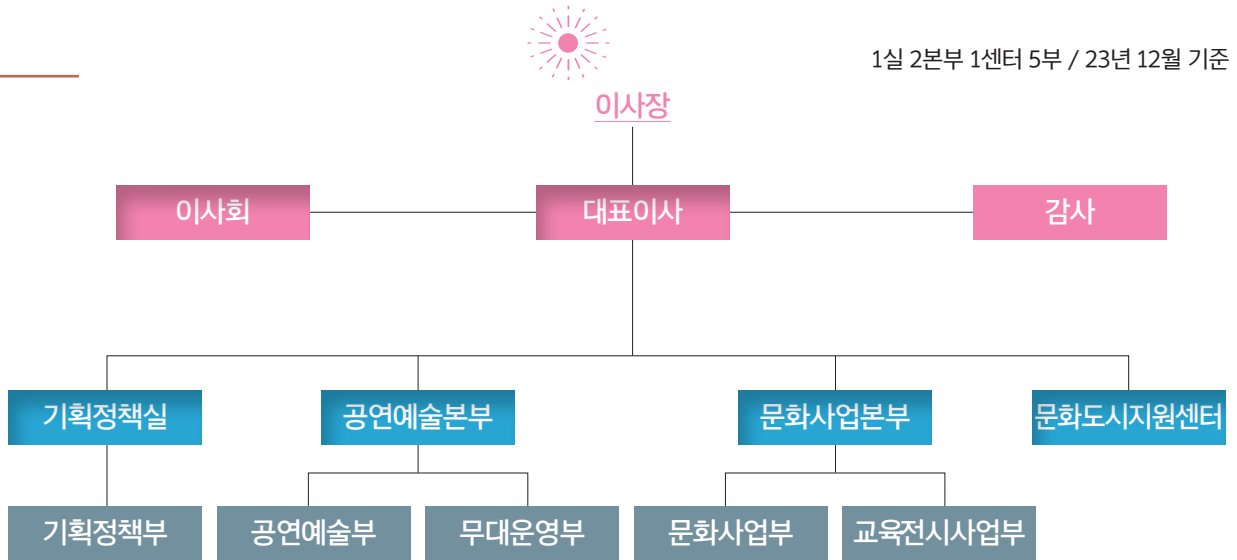 1실 2본부 1센터 5부 / 23년 12월 기준
이사장
이사회
대표이사
감사
기획정책실
공연예술본부
문화사업본부
문화도시지원센터
기획정책부
공연예술부
무대운영부
문화사업부
교육전시사업부